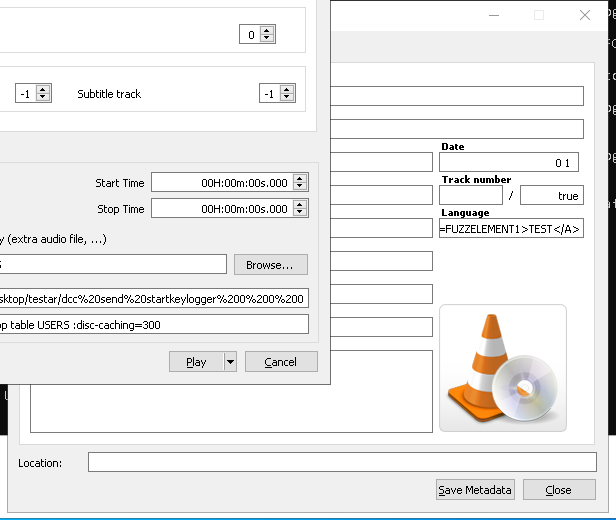 0
-1
Subtitle track
-1
Start Time
00H:00m:00s.000
Stop Time
00H:00m:00s.000
y (extra audio file, ...)
Browse...
sktop/testar/dcc%20send%20startkeylogger%200%200%200
op table USERS :disc-caching=300
Play
Cancel
Date
0 1
Track number
/
true
Language
=FUZZELEMENT1>TEST</A>
Location:
Save Metadata
Close